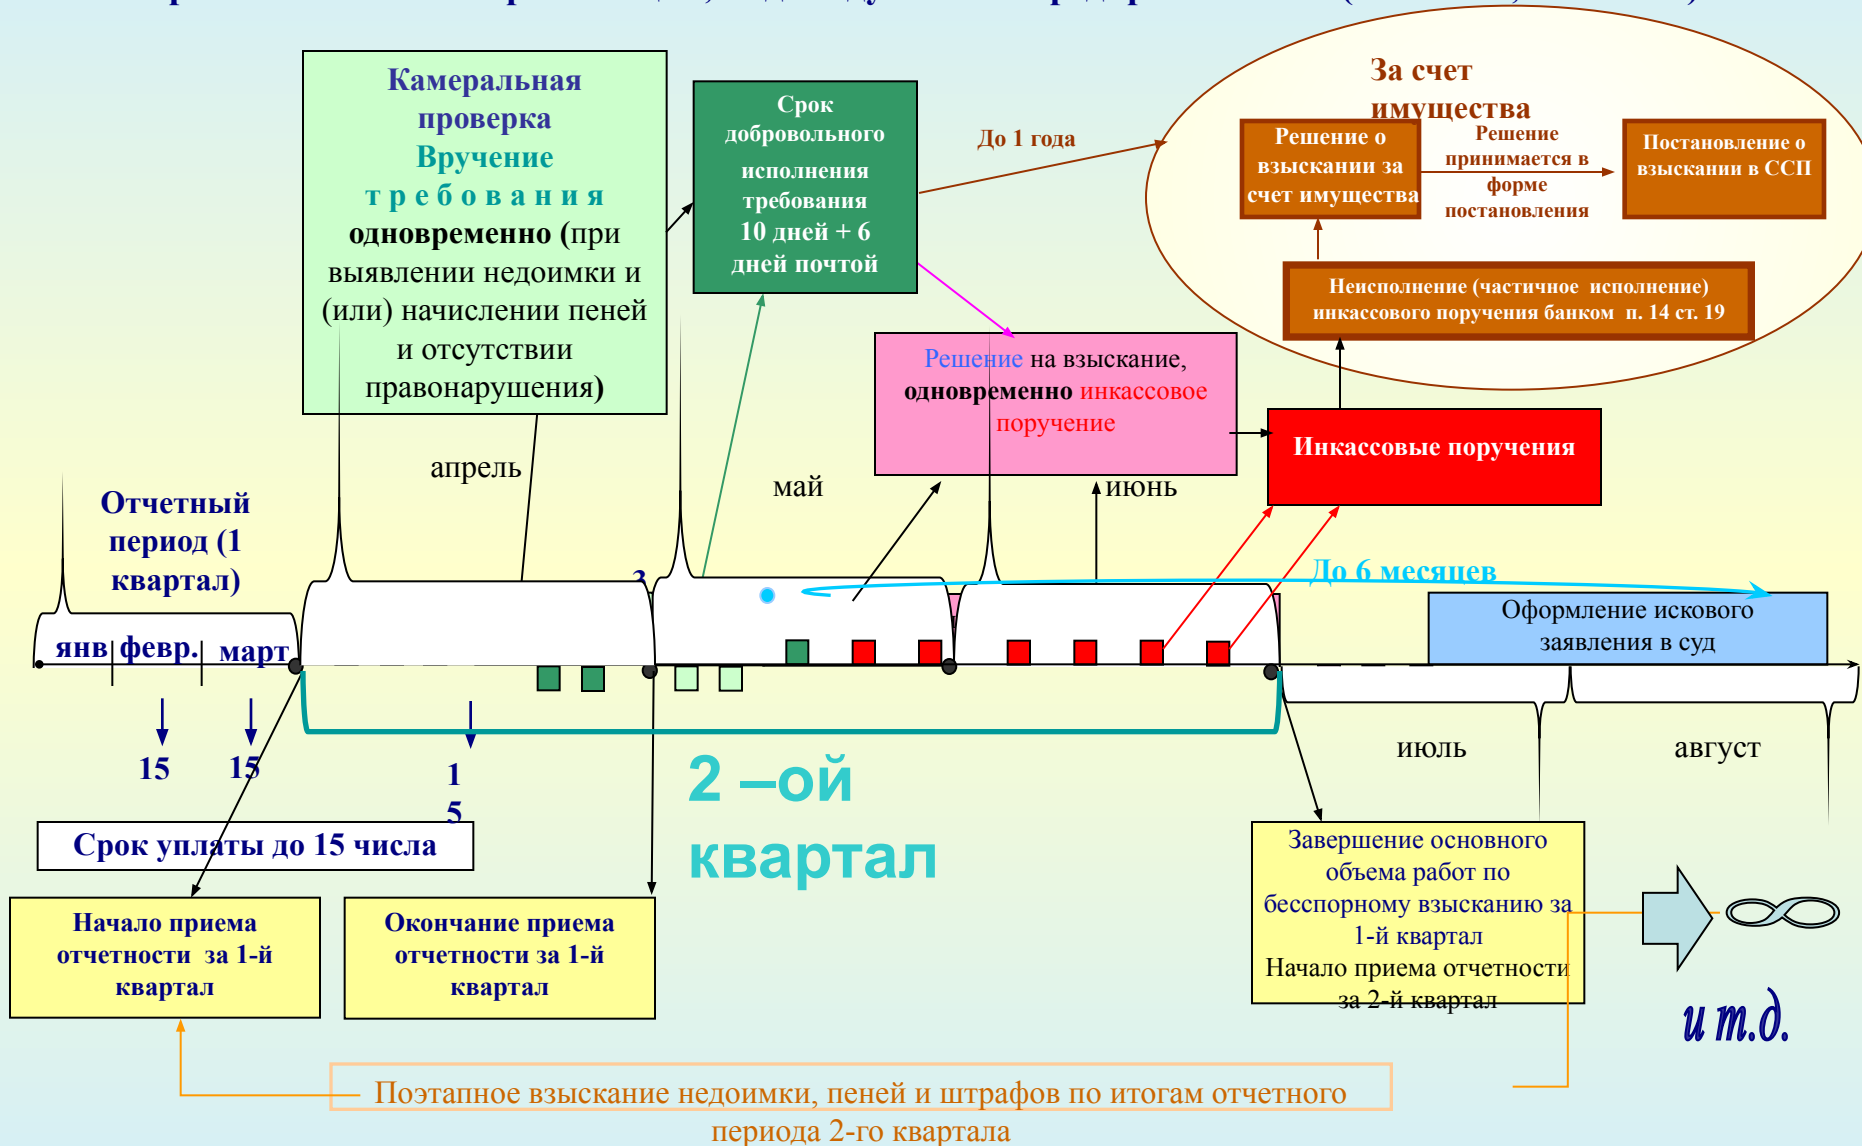 Камеральная
проверка
Вручение
т р е б о в а н и я
одновременно (при
выявлении недоимки и
(или) начислении пеней
и отсутствии
правонарушения)
Срок
добровольного
исполнения
требования
10 дней + 6
дней почтой
До 1 года
За счет
имущества
Решение о
взыскании за
счет имущества
Решение
принимается в
форме
постановления
Постановление о
взыскании в ССП
Неисполнение (частичное исполнение)
инкассового поручения банком п. 14 ст. 19
Решение на взыскание,
одновременно инкассовое
поручение
Инкассовые поручения
апрель
май
июнь
Отчетный
период (1
квартал)
До 6 месяцев
Оформление искового
заявления в суд
янв
февр.
март
15
15
1
5
2 –ой
квартал
июль
август
Срок уплаты до 15 числа
Начало приема
отчетности за 1-й
квартал
Окончание приема
отчетности за 1-й
квартал
Завершение основного
объема работ по
бесспорному взысканию за
1-й квартал
Начало приема отчетности
за 2-й квартал
и т.д.
Поэтапное взыскание недоимки, пеней и штрафов по итогам отчетного
периода 2-го квартала